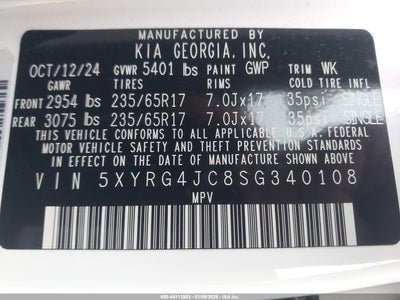 MANUFACTURED BY
KIA GEORGIA, INC.
OCT/12/24 GVWR 5401 lbs PAINT GWP TRIM WK
GAWR TIRES RIMS COLD TIRE INFL
FRONT 2954 lbs 235/65R17 7.0Jx17 35psi SINGLE
REAR 3075 lbs 235/65R17 7.0Jx17 35psi SINGLE
THIS VEHICLE CONFORMS TO ALL APPLICABLE U.S.A. FEDERAL
MOTOR VEHICLE SAFETY AND THEFT PREVENTION STANDARDS
IN EFFECT ON THE DATE OF MANUFACTURE SHOWN ABOVE.
VIN 5XYRG4JC8SG340108
MPV